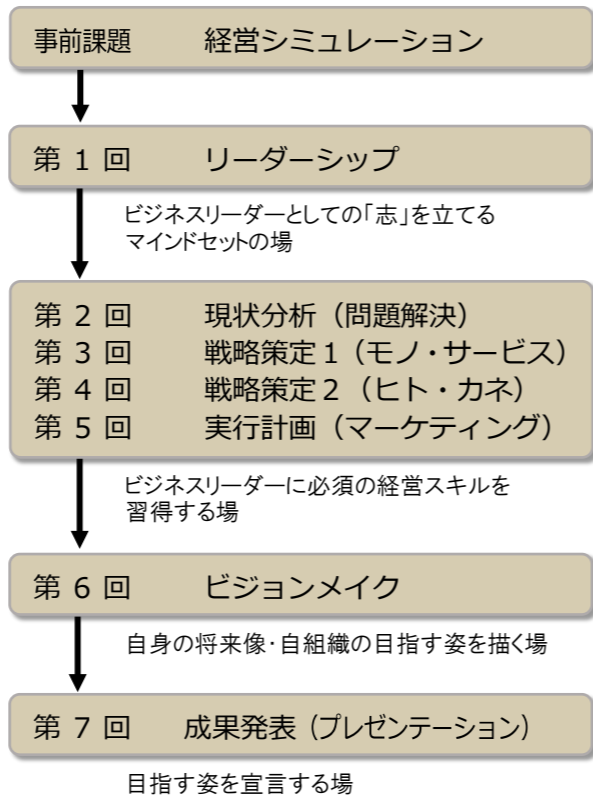 事前課題 経営シミュレーション
第 1 回 リーダーシップ
ビジネスリーダーとしての「志」を立てる
マインドセットの場
第 2 回 現状分析（問題解決）
第 3 回 戦略策定１（モノ・サービス）
第 4 回 戦略策定２（ヒト・カネ）
第 5 回 実行計画（マーケティング）
ビジネスリーダーに必須の経営スキルを
習得する場
第 6 回 ビジョンメイク
自身の将来像・自組織の目指す姿を描く場
第 7 回 成果発表（プレゼンテーション）
目指す姿を宣言する場